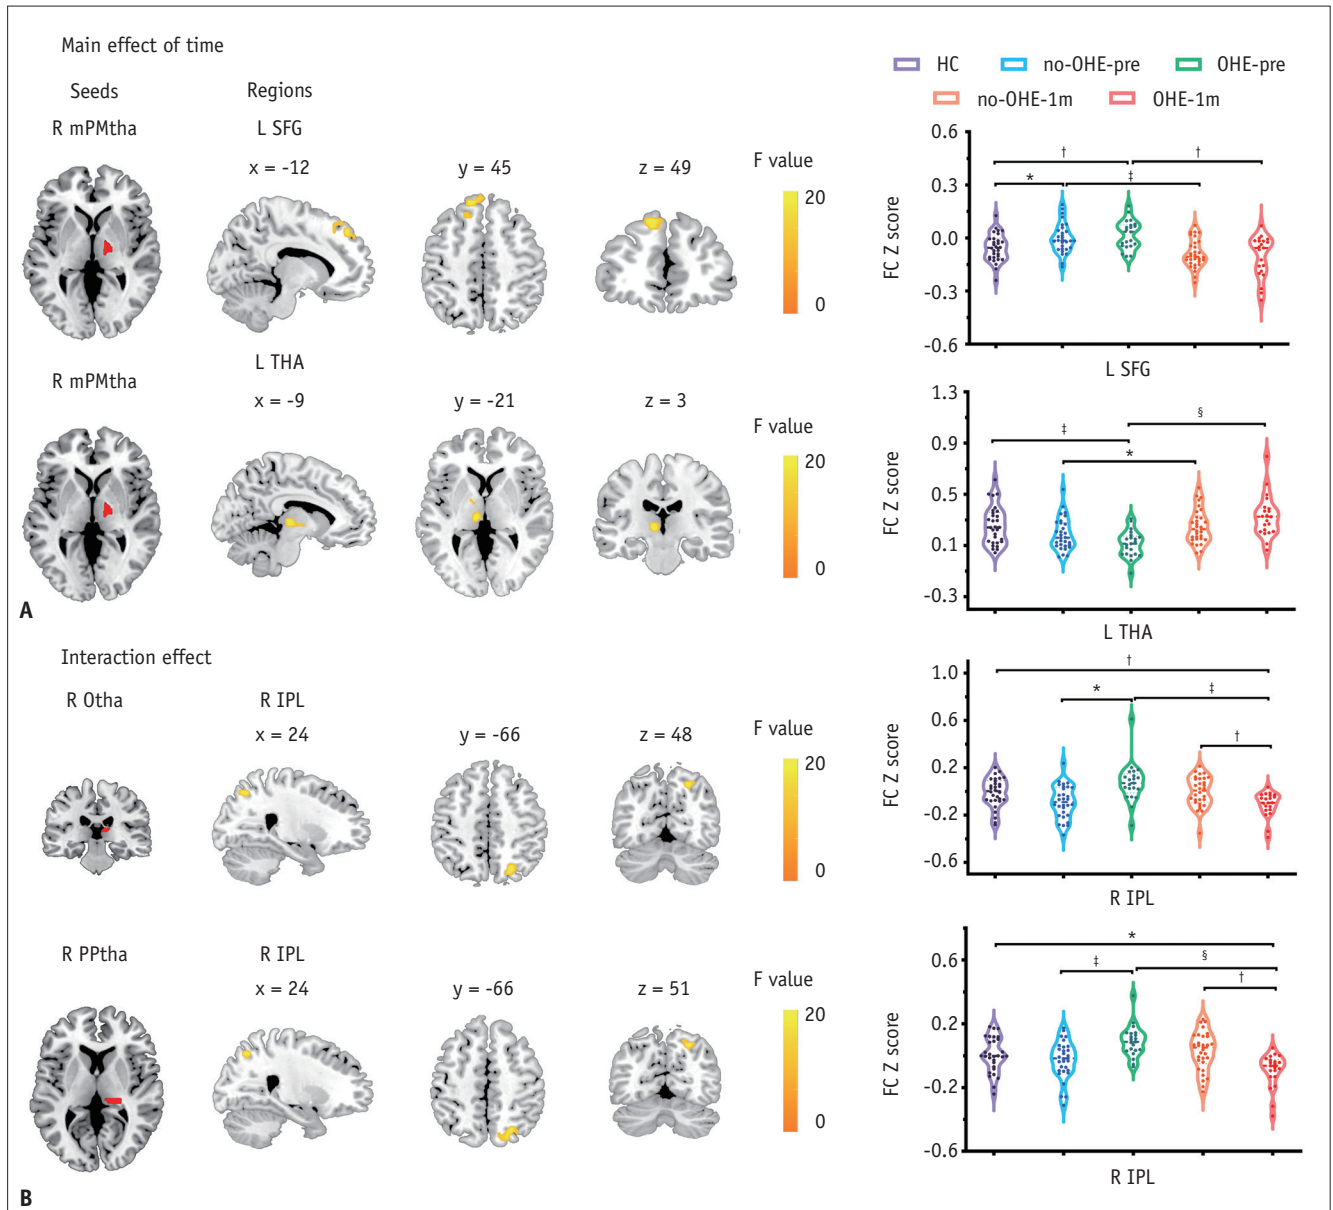 Main effect of time
HC no-OHE-pre OHE-pre
no-OHE-1m OHE-1m
Seeds Regions
R mPMtha L SFG
x = -12 y = 45 z = 49 F value
20
0
0.6
0.3
0.0
-0.3
-0.6
FC Z score
† †
* ‡
L SFG
L THA
R mPMtha
x = -9 y = -21 z = 3 F value
20
0
1.3
0.9
0.5
0.1
-0.3
FC Z score
§
‡
*
L THA
A
Interaction effect
R Otha R IPL
x = 24 y = -66 z = 48 F value
20
0
1.0
0.6
0.2
-0.2
-0.6
FC Z score
†
* ‡
†
R IPL
R PPtha R IPL
x = 24 y = -66 z = 51 F value
20
0
0.6
0.2
-0.2
-0.6
FC Z score
*
‡ §
†
R IPL
B